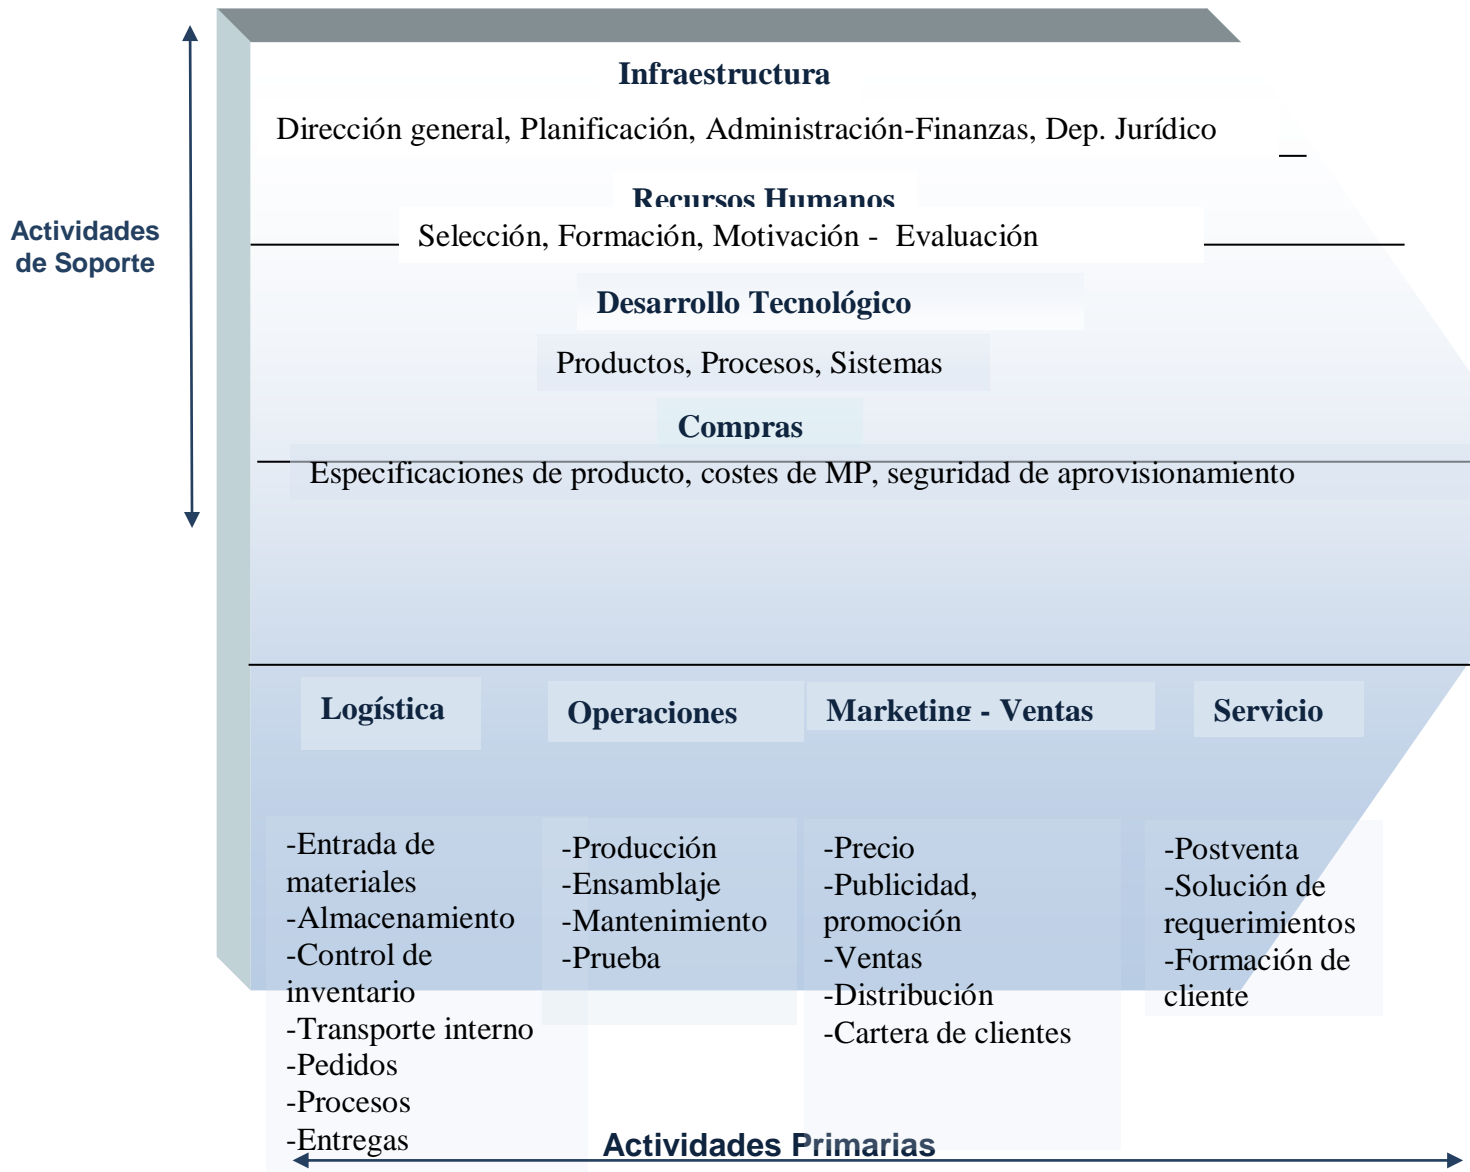 Infraestructura
Dirección general, Planificación, Administración-Finanzas, Dep. Jurídico
Recursos Humanos
Selección, Formación, Motivación - Evaluación
Actividades
de Soporte
Desarrollo Tecnológico
Productos, Procesos, Sistemas
Compras
Especificaciones de producto, costes de MP, seguridad de aprovisionamiento
Logística
-Entrada de
materiales
-Almacenamiento
-Control de
inventario
-Transporte interno
-Pedidos
-Procesos
-Entregas
Operaciones
-Producción
-Ensamblaje
-Mantenimiento
-Prueba
Marketing - Ventas
-Precio
-Publicidad,
promoción
-Ventas
-Distribución
-Cartera de clientes
Servicio
-Postventa
-Solución de
requerimientos
-Formación de
cliente
Actividades Primarias